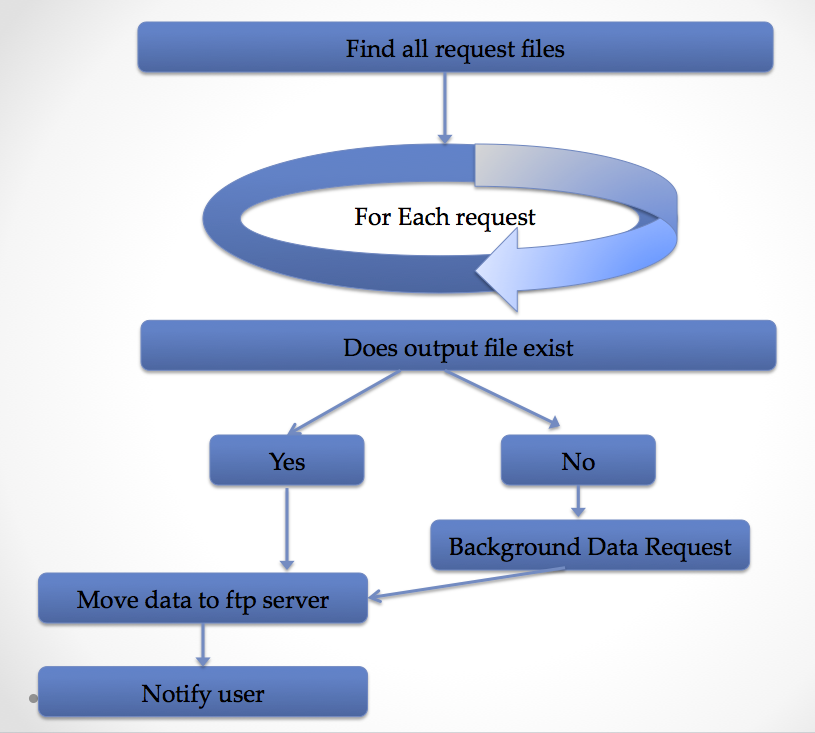 Find all request files
For Each request
Does output file exist
Yes
No
Background Data Request
Move data to ftp server
Notify user